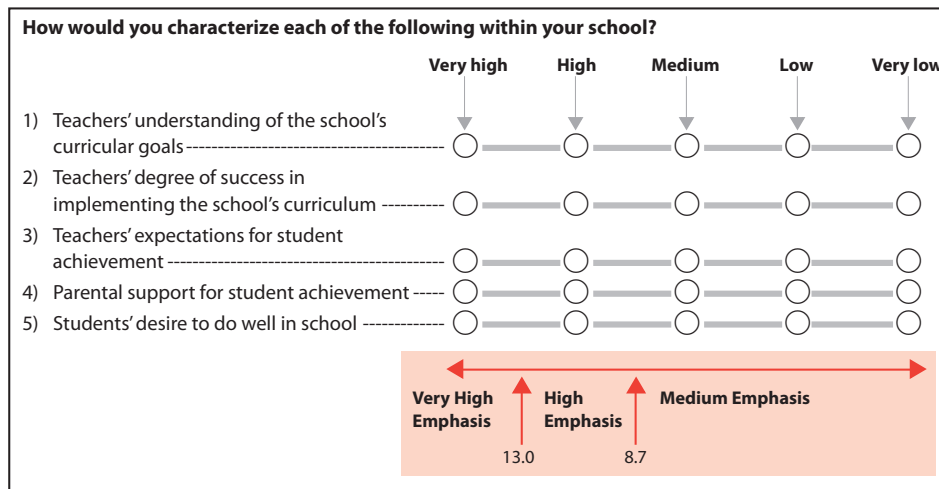 How would you characterize each of the following within your school?
Very high High Medium Low Very low
1) Teachers’ understanding of the school’s
curricular goals
2) Teachers’ degree of success in
implementing the school’s curriculum
3) Teachers’ expectations for student
achievement
4) Parental support for student achievement
5) Students’ desire to do well in school
Very High High Medium Emphasis
Emphasis Emphasis
13.0 8.7